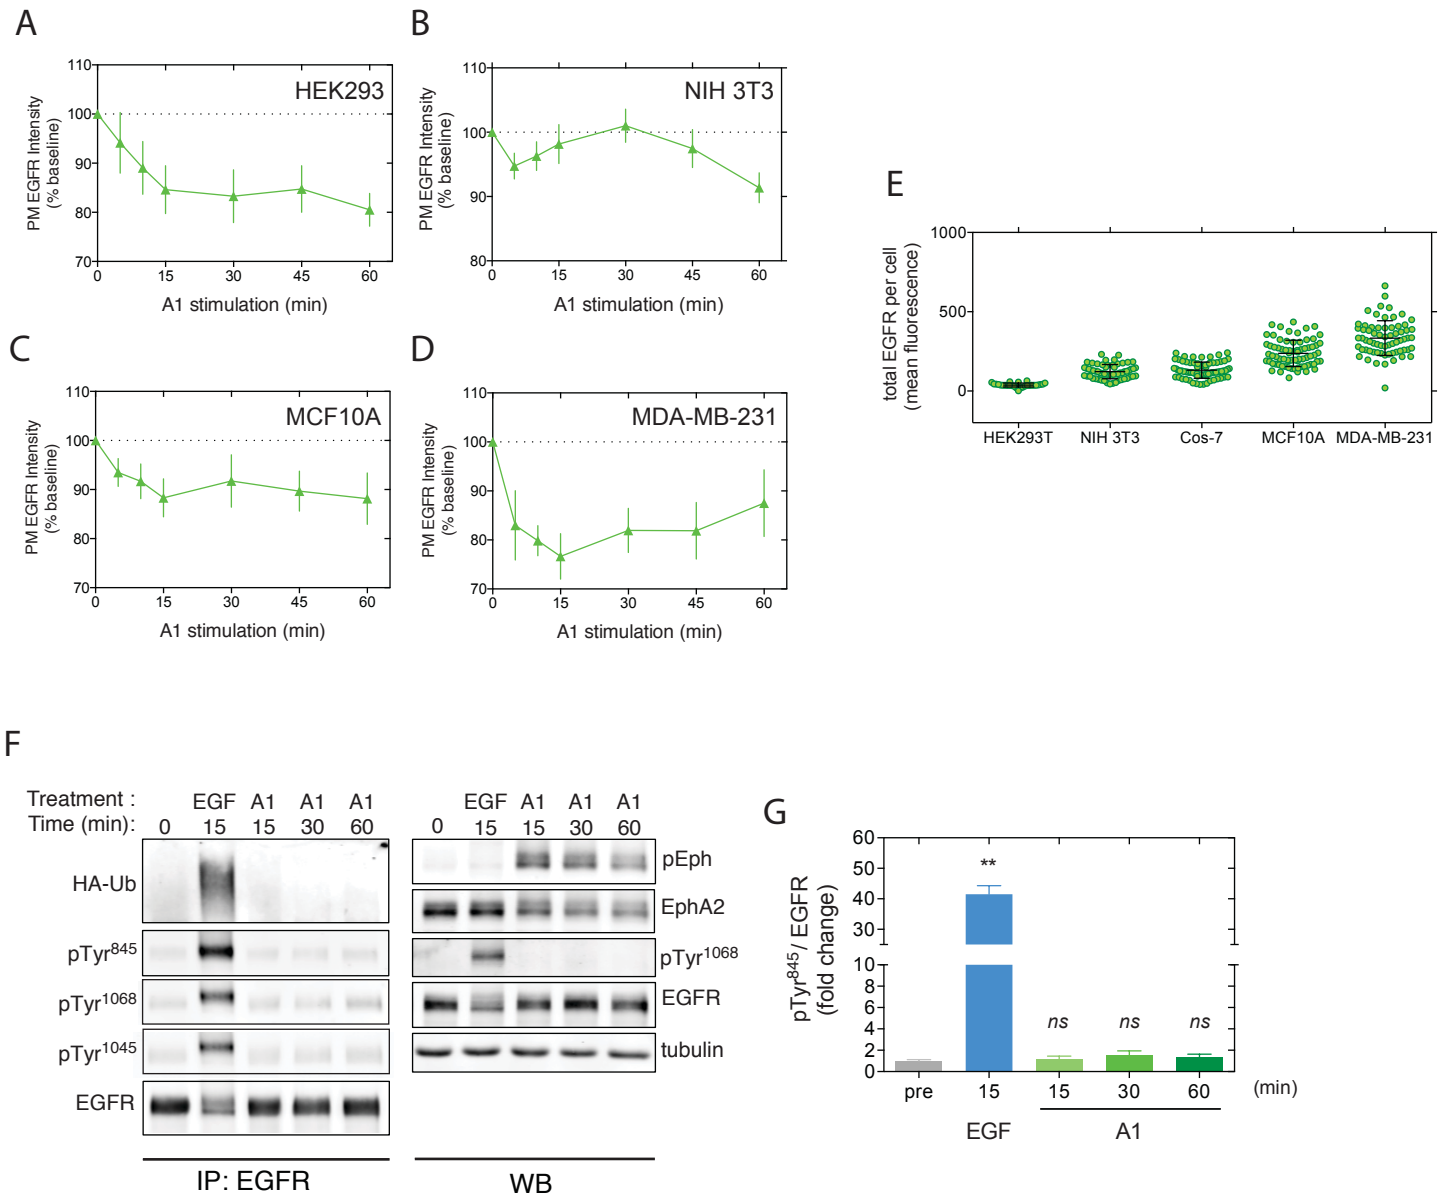 A
110
100
90
80
70
PM EGFR Intensity
(% baseline)
HEK293
0 15 30 45 60
A1 stimulation (min)
B
110
100
90
80
PM EGFR Intensity
(% baseline)
NIH 3T3
0 15 30 45 60
A1 stimulation (min)
C
110
100
90
80
70
PM EGFR Intensity
(% baseline)
MCF10A
0 15 30 45 60
A1 stimulation (min)
D
110
100
90
80
70
PM EGFR Intensity
(% baseline)
MDA-MB-231
0 15 30 45 60
A1 stimulation (min)
E
1000
500
0
total EGFR per cell
(mean fluorescence)
HEK293T NIH 3T3 Cos-7 MCF10A MDA-MB-231
F
Treatment : EGF A1 A1 A1
Time (min): 0 15 15 30 60
HA-Ub
pTyr845
pTyr1068
pTyr1045
EGFR
IP: EGFR
EGF A1 A1 A1
0 15 15 30 60
pEph
EphA2
pTyr1068
EGFR
tubulin
WB
G
60
50
40
30
10
8
6
4
2
0
pTyr845 / EGFR
(fold change)
**
ns ns ns
pre 15 15 30 60 (min)
EGF A1